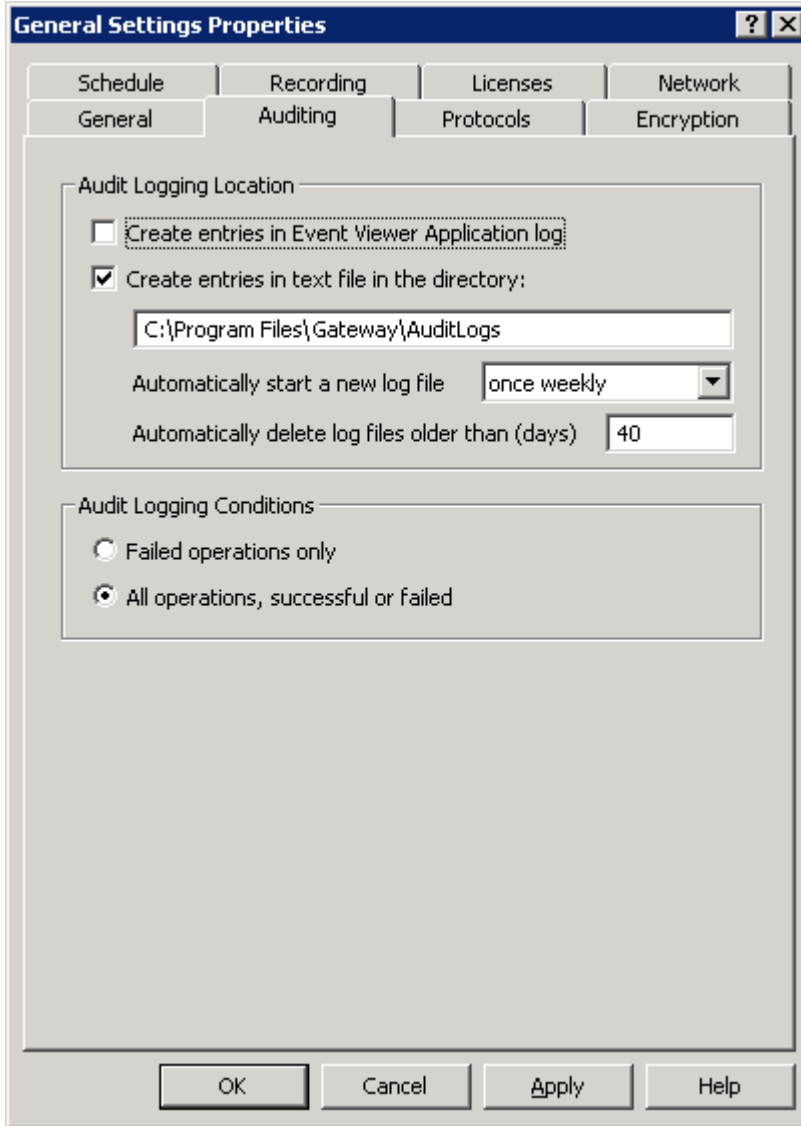 General Settings Properties
Schedule Recording Licenses Network
General Auditing Protocols Encryption
Audit Logging Location
Create entries in Event Viewer Application log
Create entries in text file in the directory:
C:\Program Files\Gateway\AuditLogs
Automatically start a new log file once weekly
Automatically delete log files older than (days) 40
Audit Logging Conditions
Failed operations only
All operations, successful or failed
OK Cancel Apply Help